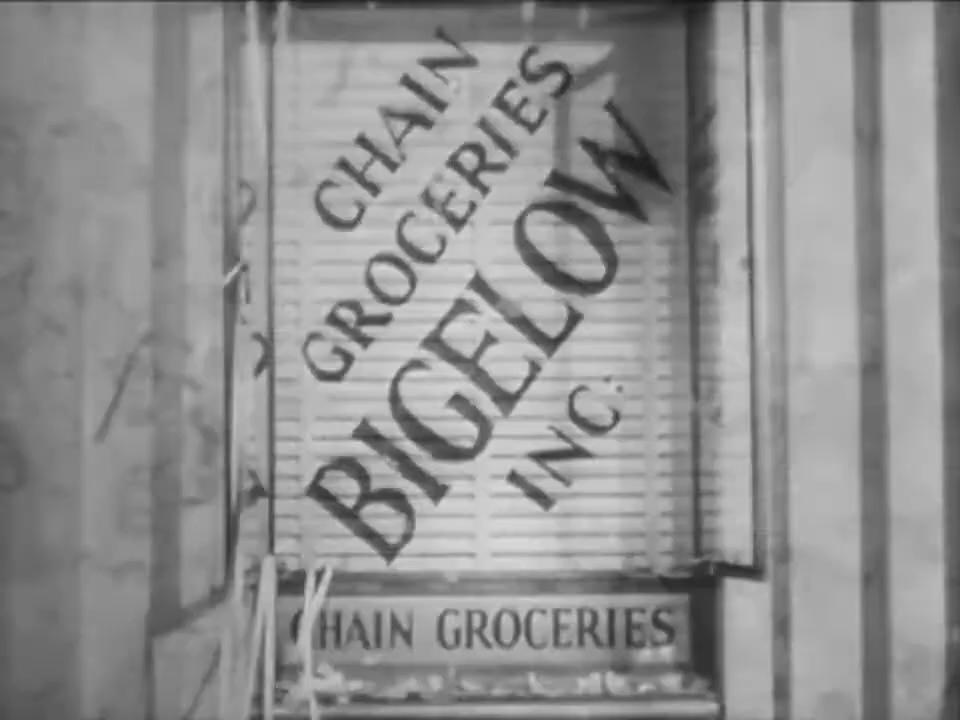 CHAIN
GROCERIES
BIGELOW
INC.
CHAIN GROCERIES